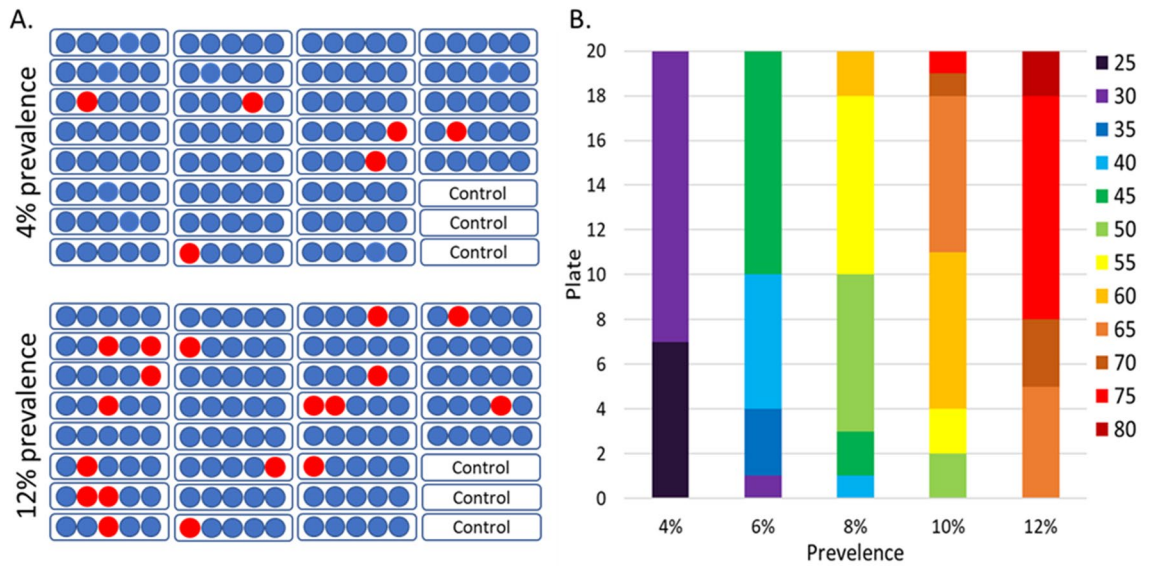 A.
4% prevalence
Control
Control
Control
12% prevalence
Control
Control
Control
B.
Plate
20
18
16
14
12
10
8
6
4
2
0
4% 6% 8% 10% 12%
Prevelence
25
30
35
40
45
50
55
60
65
70
75
80